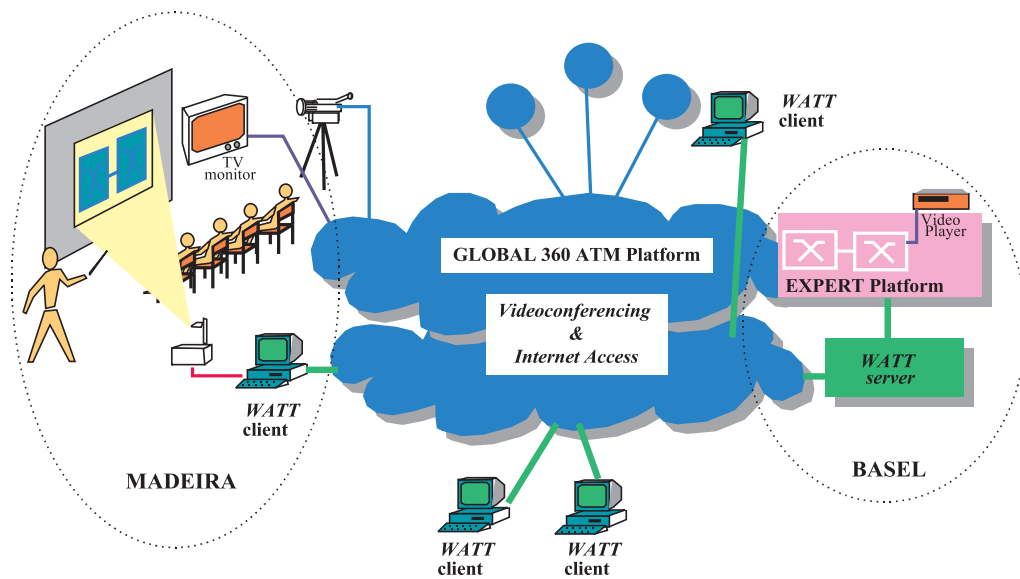 WATT
client
TV
monitor
Video
Player
GLOBAL 360 ATM Platform
EXPERT Platform
Videoconferencing
&
Internet Access
WATT
server
WATT
client
MADEIRA
BASEL
WATT
client
WATT
client